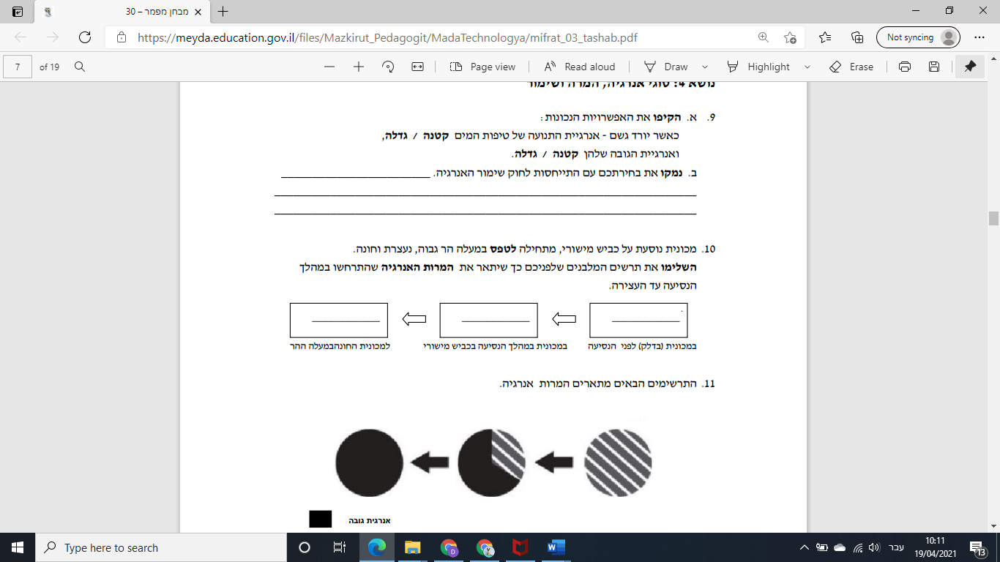 מבחן מפמר – 30
https://meyda.education.gov.il/files/Mazkirut_Pedagogit/MadaTechnologya/mifrat_03_tashab.pdf
Not syncing
7 of 19
Page view
Read aloud
Draw
Highlight
Erase
נושא 4: סוגי אנרגיה, המרה ושימור
9. א. הקיפו את האפשרויות הנכונות :
כאשר יורד גשם - אנרגיית התנועה של טיפות המים קטנה / גדלה,
ואנרגיית הגובה שלהן קטנה / גדלה.
ב. נמקו את בחירתכם עם התייחסות לחוק שימור האנרגיה. ________________________
____________________________________________________________________
____________________________________________________________________
10. מכונית נוסעת על כביש מישורי, מתחילה לטפס במעלה הר גבוה, נעצרת וחונה.
השלימו את תרשים המלבנים שלפניכם כך שיתאר את המרות האנרגיה שהתרחשו במהלך
הנסיעה עד העצירה.
____________ ____________ ____________
במכונית (בדלק) לפני הנסיעה
במכונית במהלך הנסיעה בכביש מישורי
למכונית החונהבמעלה ההר
11. התרשימים הבאים מתארים המרות אנרגיה.
אנרגית גובה
Type here to search
עבר
10:11
19/04/2021
13